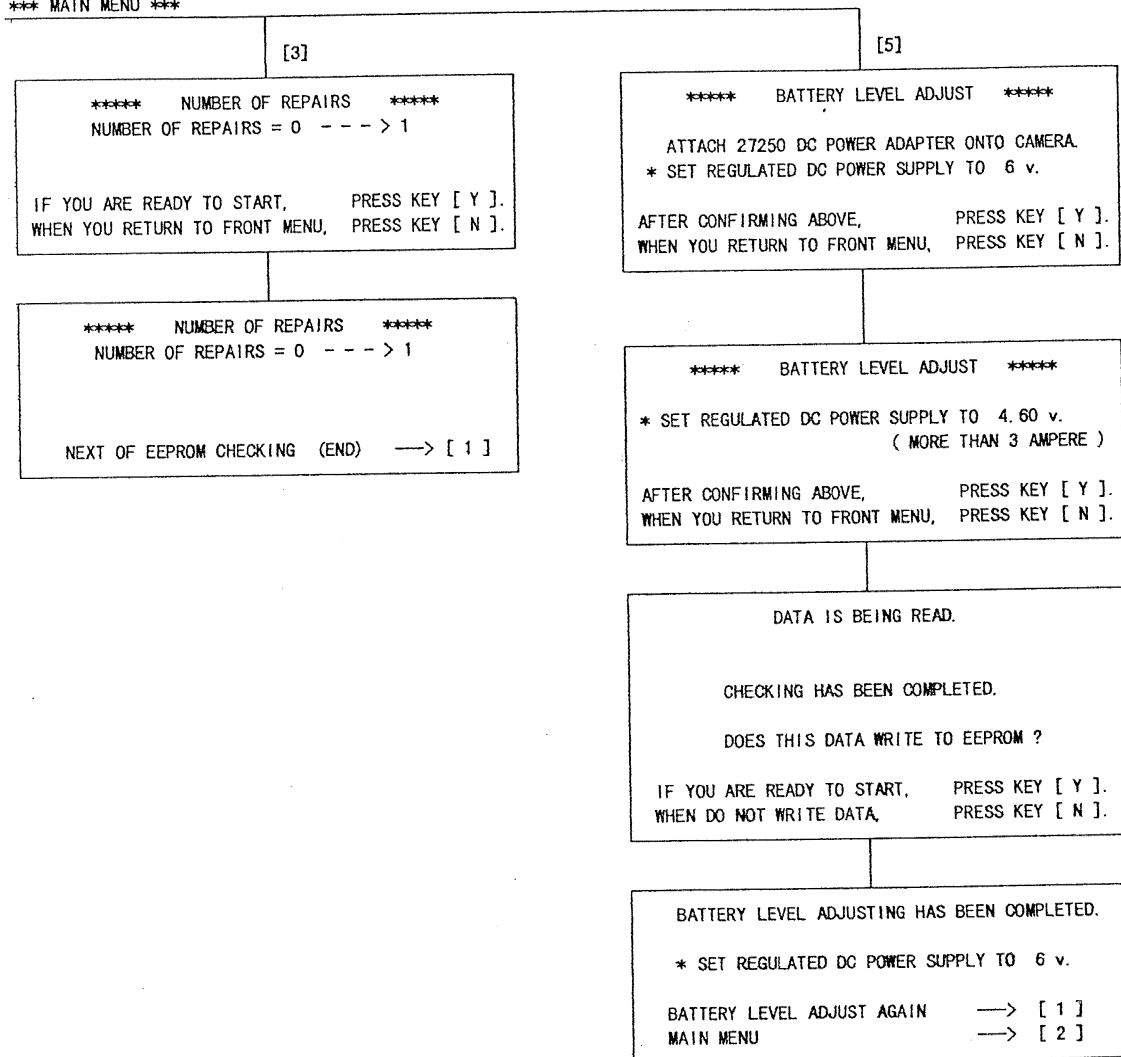 *** MAIN MENU ***
[3]
***** NUMBER OF REPAIRS *****
NUMBER OF REPAIRS = 0 - - - > 1
IF YOU ARE READY TO START, PRESS KEY [ Y ].
WHEN YOU RETURN TO FRONT MENU, PRESS KEY [ N ].
***** NUMBER OF REPAIRS *****
NUMBER OF REPAIRS = 0 - - - > 1
NEXT OF EEPROM CHECKING (END) —> [ 1 ]
[5]
***** BATTERY LEVEL ADJUST *****
ATTACH 27250 DC POWER ADAPTER ONTO CAMERA.
* SET REGULATED DC POWER SUPPLY TO 6 v.
AFTER CONFIRMING ABOVE, PRESS KEY [ Y ].
WHEN YOU RETURN TO FRONT MENU, PRESS KEY [ N ].
***** BATTERY LEVEL ADJUST *****
* SET REGULATED DC POWER SUPPLY TO 4.60 v.
( MORE THAN 3 AMPERE )
AFTER CONFIRMING ABOVE, PRESS KEY [ Y ].
WHEN YOU RETURN TO FRONT MENU, PRESS KEY [ N ].
DATA IS BEING READ.
CHECKING HAS BEEN COMPLETED.
DOES THIS DATA WRITE TO EEPROM ?
IF YOU ARE READY TO START, PRESS KEY [ Y ].
WHEN DO NOT WRITE DATA, PRESS KEY [ N ].
BATTERY LEVEL ADJUSTING HAS BEEN COMPLETED.
* SET REGULATED DC POWER SUPPLY TO 6 v.
BATTERY LEVEL ADJUST AGAIN —> [ 1 ]
MAIN MENU —> [ 2 ]